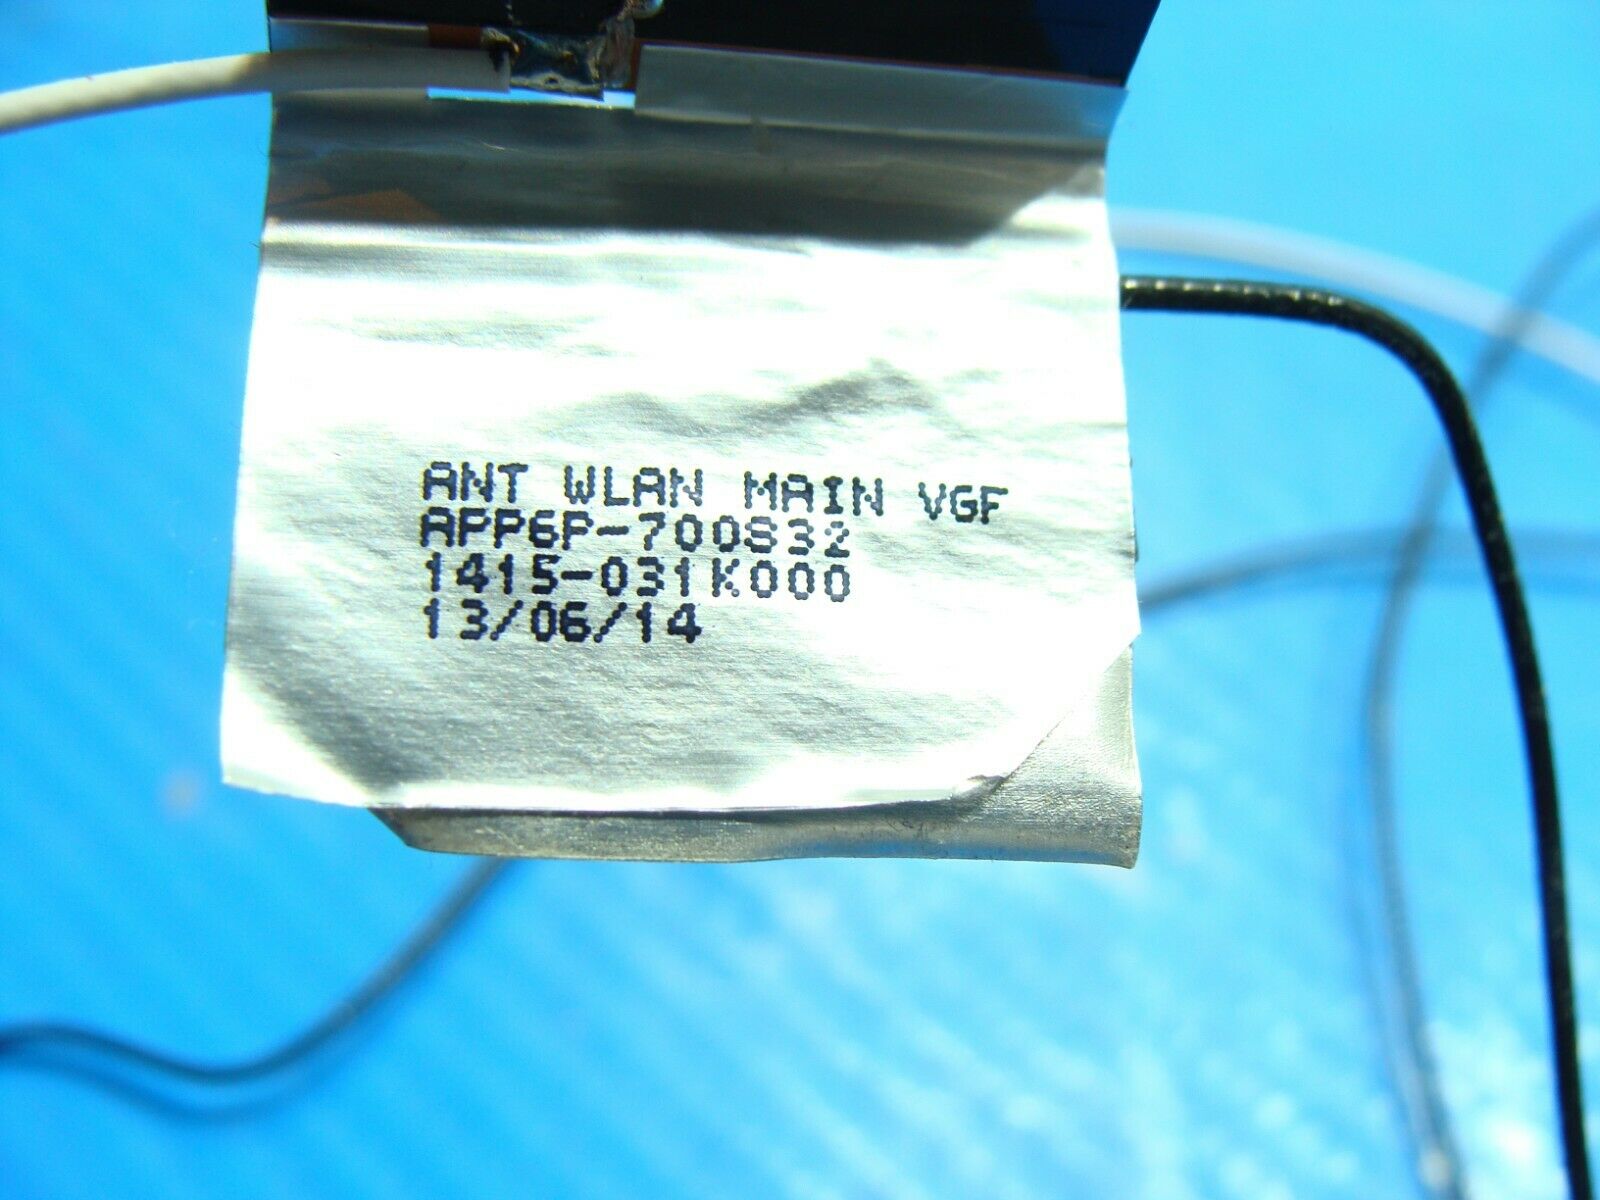 ANT WLAN MAIN VGF
APP6P-700S32
1415-031K000
13/06/14